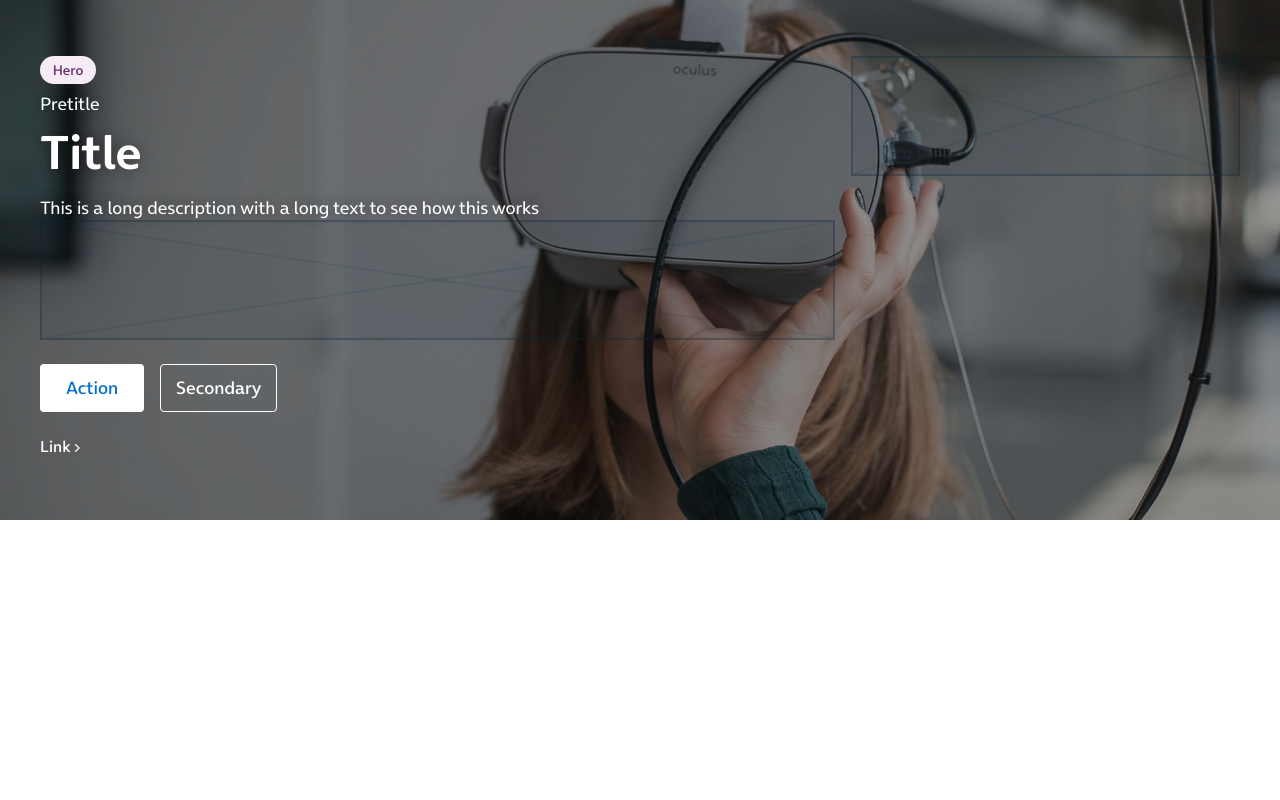 Hero
Pretitle
Title
This is a long description with a long text to see how this works
Action
Secondary
Link
oculus